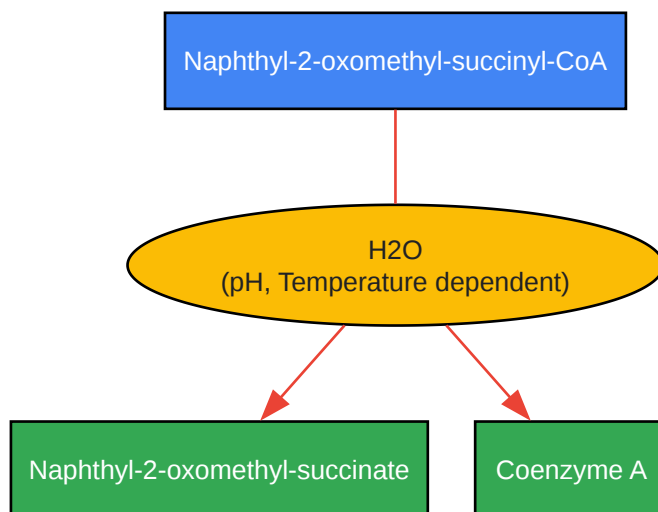 Naphthyl-2-oxomethyl-succinyl-CoA
H2O
(pH, Temperature dependent)
Naphthyl-2-oxomethyl-succinate
Coenzyme A